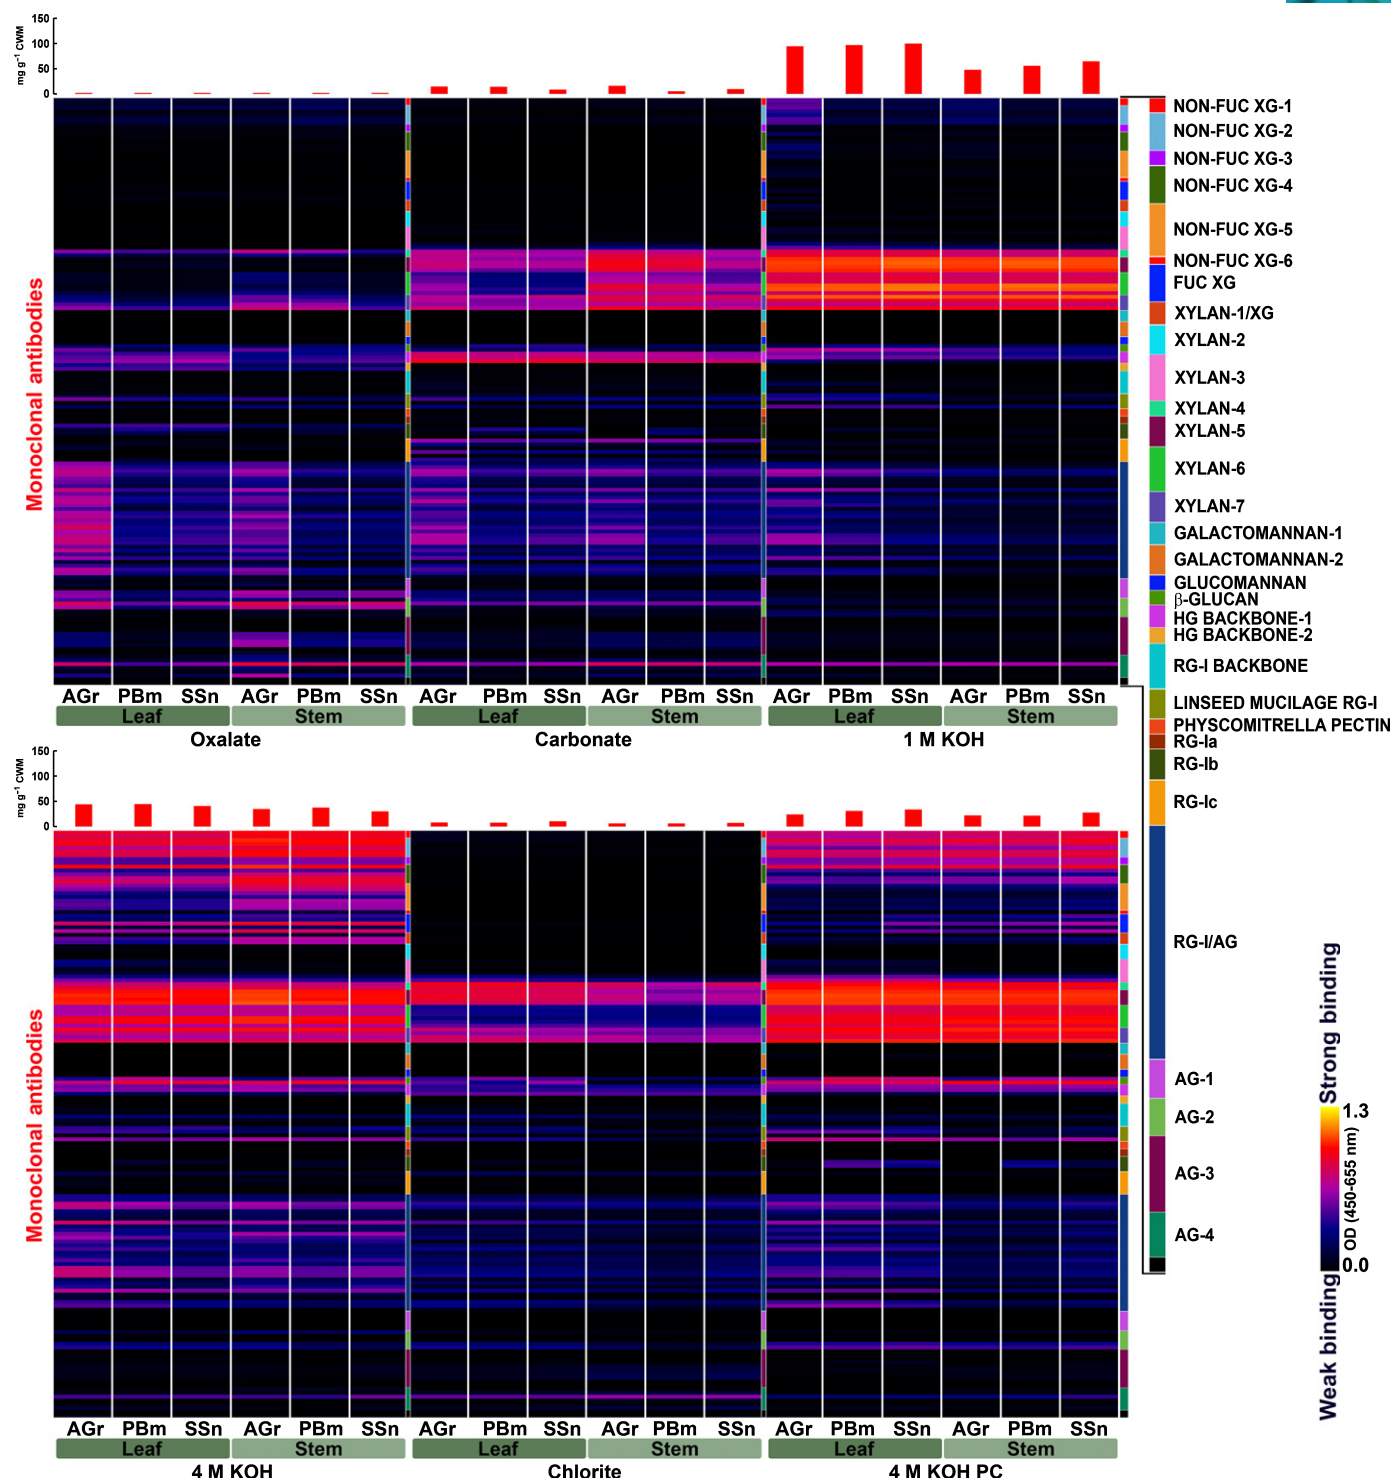 150
100
50
0
mg g⁻¹ CWM
Monoclonal antibodies
AGr PBm SSn AGr PBm SSn AGr PBm SSn AGr PBm SSn AGr PBm SSn AGr PBm SSn
Leaf Stem Leaf Stem Leaf Stem
Oxalate Carbonate 1 M KOH
150
100
50
0
mg g⁻¹ CWM
Monoclonal antibodies
AGr PBm SSn AGr PBm SSn AGr PBm SSn AGr PBm SSn AGr PBm SSn AGr PBm SSn
Leaf Stem Leaf Stem Leaf Stem
4 M KOH Chlorite 4 M KOH PC
NON-FUC XG-1
NON-FUC XG-2
NON-FUC XG-3
NON-FUC XG-4
NON-FUC XG-5
NON-FUC XG-6
FUC XG
XYLAN-1/XG
XYLAN-2
XYLAN-3
XYLAN-4
XYLAN-5
XYLAN-6
XYLAN-7
GALACTOMANNAN-1
GALACTOMANNAN-2
GLUCOMANNAN
β-GLUCAN
HG BACKBONE-1
HG BACKBONE-2
RG-I BACKBONE
LINSEED MUCILAGE RG-I
PHYSCOMITRELLA PECTIN
RG-Ia
RG-Ib
RG-Ic
RG-I/AG
AG-1
AG-2
AG-3
AG-4
Weak binding Strong binding
1.3
OD (450-655 nm)
0.0